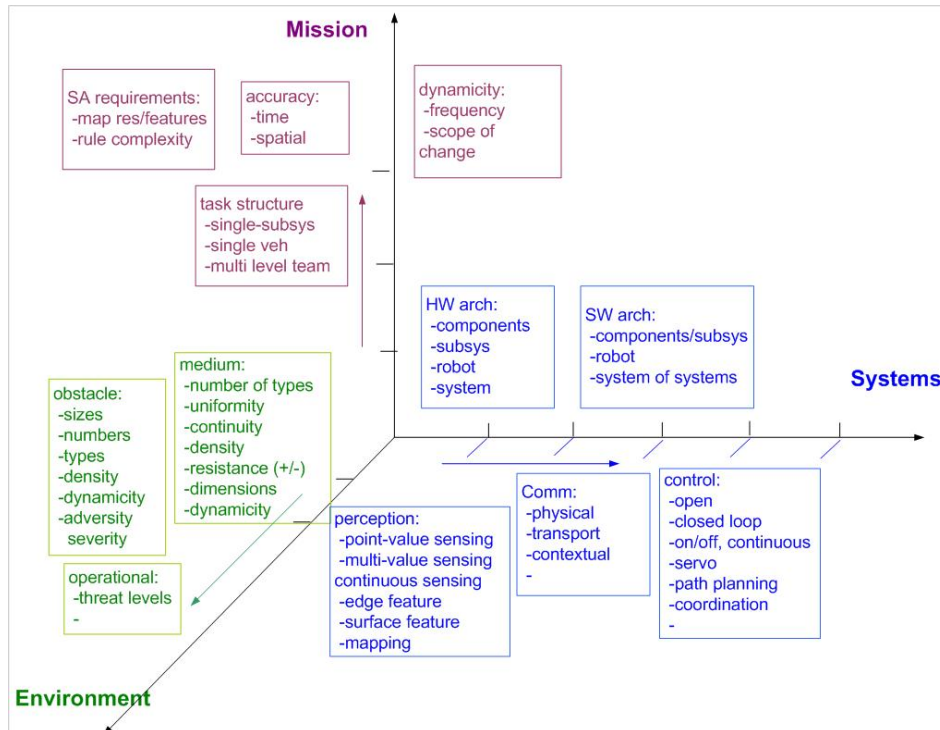 Mission
SA requirements:
-map res/features
-rule complexity
accuracy:
-time
-spatial
dynamicity:
-frequency
-scope of
change
task structure
-single-subsys
-single veh
-multi level team
HW arch:
-components
-subsys
-robot
-system
SW arch:
-components/subsys
-robot
-system of systems
Systems
medium:
-number of types
-uniformity
-continuity
-density
-resistance (+/-)
-dimensions
-dynamicity
obstacle:
-sizes
-numbers
-types
-density
-dynamicity
-adversity
severity
operational:
-threat levels
-
perception:
-point-value sensing
-multi-value sensing
continuous sensing
-edge feature
-surface feature
-mapping
Comm:
-physical
-transport
-contextual
-
control:
-open
-closed loop
-on/off, continuous
-servo
-path planning
-coordination
-
Environment